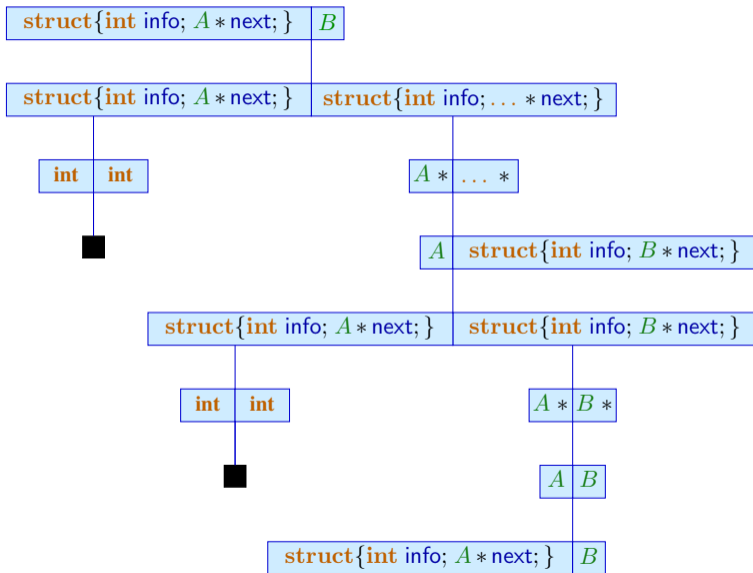 struct{int info; A * next; } B
struct{int info; A * next; } struct{int info; . . . * next; }
int int A * . . . *
A struct{int info; B * next; }
struct{int info; A * next; } struct{int info; B * next; }
int int A * B *
A B
struct{int info; A * next; } B